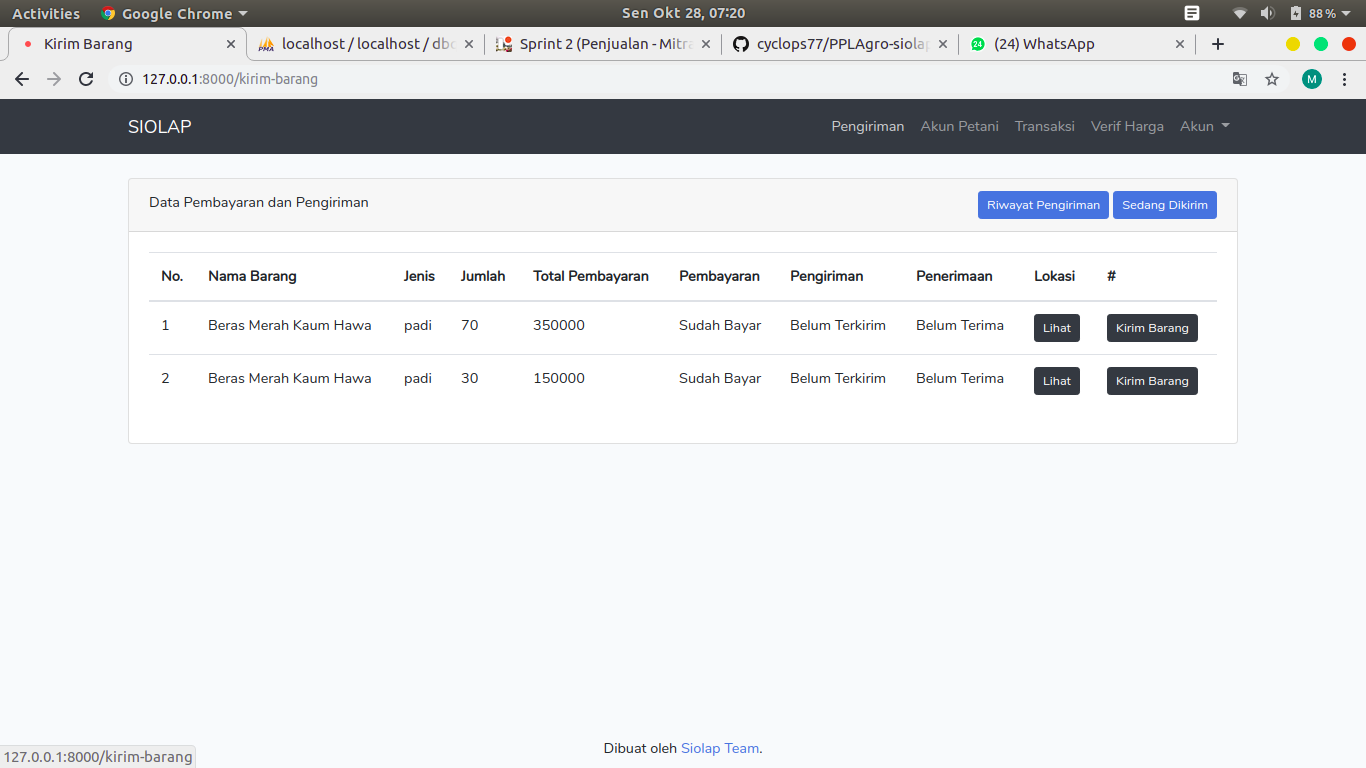 Activities Google Chrome Sen Okt 28, 07:20 88 %
Kirim Barang localhost / localhost / dbc 24 Sprint 2 (Penjualan - Mitra cyclops77/PPLAgro-siolap (24) WhatsApp
127.0.0.1:8000/kirim-barang M
SIOLAP Pengiriman Akun Petani Transaksi Verif Harga Akun
Data Pembayaran dan Pengiriman Riwayat Pengiriman Sedang Dikirim
No. Nama Barang Jenis Jumlah Total Pembayaran Pembayaran Pengiriman Penerimaan Lokasi #
1 Beras Merah Kaum Hawa padi 70 350000 Sudah Bayar Belum Terkirim Belum Terima Lihat Kirim Barang
2 Beras Merah Kaum Hawa padi 30 150000 Sudah Bayar Belum Terkirim Belum Terima Lihat Kirim Barang
Dibuat oleh Siolap Team.
127.0.0.1:8000/kirim-barang